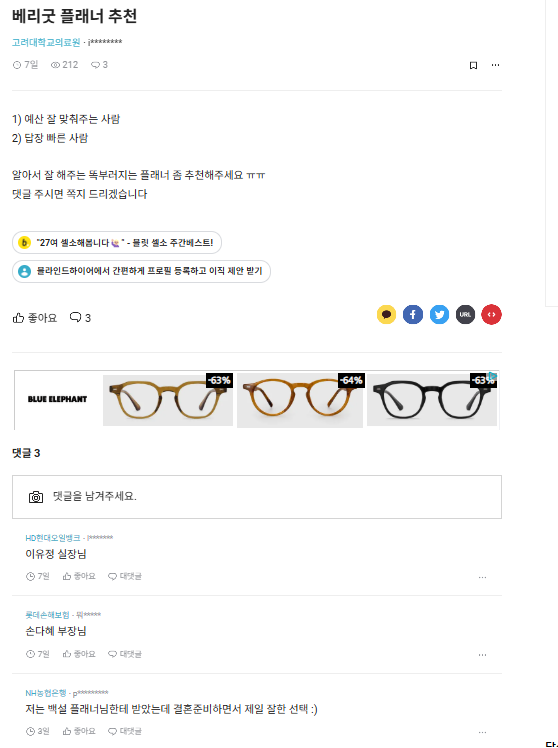 베리굿 플래너 추천
고려대학교의료원 · i********
7일 212 3
1) 예산 잘 맞춰주는 사람
2) 답장 빠른 사람
알아서 잘 해주는 똑부러지는 플래너 좀 추천해주세요 ㅠㅠ
댓글 주시면 쪽지 드리겠습니다
b "27여 셀소해봅니다 " - 블릿 셀소 주간베스트!
블라인드하이어에서 간편하게 프로필 등록하고 이직 제안 받기
좋아요 3
URL
BLUE ELEPHANT -63% -64% -63%
댓글 3
댓글을 남겨주세요.
HD현대오일뱅크 · l*******
이유정 실장님
7일 좋아요 대댓글
롯데손해보험 · 뭐*****
손다혜 부장님
7일 좋아요 대댓글
NH농협은행 · p*********
저는 백설 플래너님한테 받았는데 결혼준비하면서 제일 잘한 선택 :)
3일 좋아요 대댓글